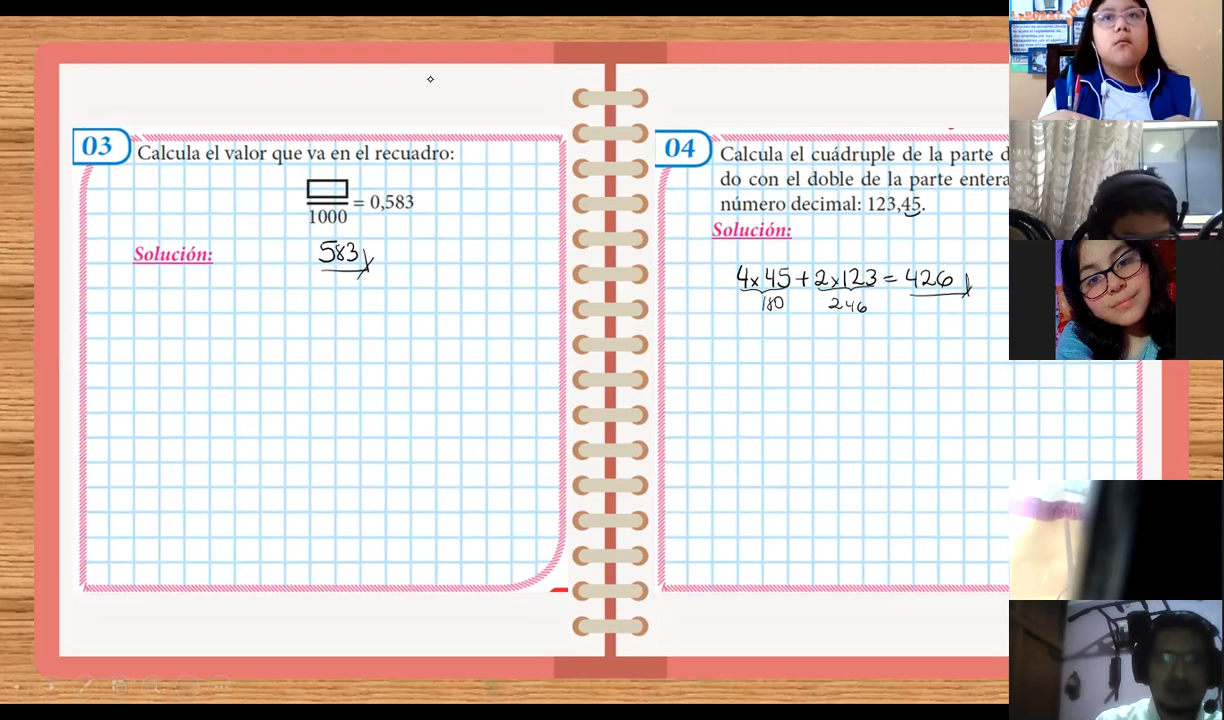 03
Calcula el valor que va en el recuadro:
1000 = 0,583
Solución:
583
04
Calcula el cuádruple de la parte d
do con el doble de la parte entera
número decimal: 123,45.
Solución:
4x45 + 2x123 = 426
180 246